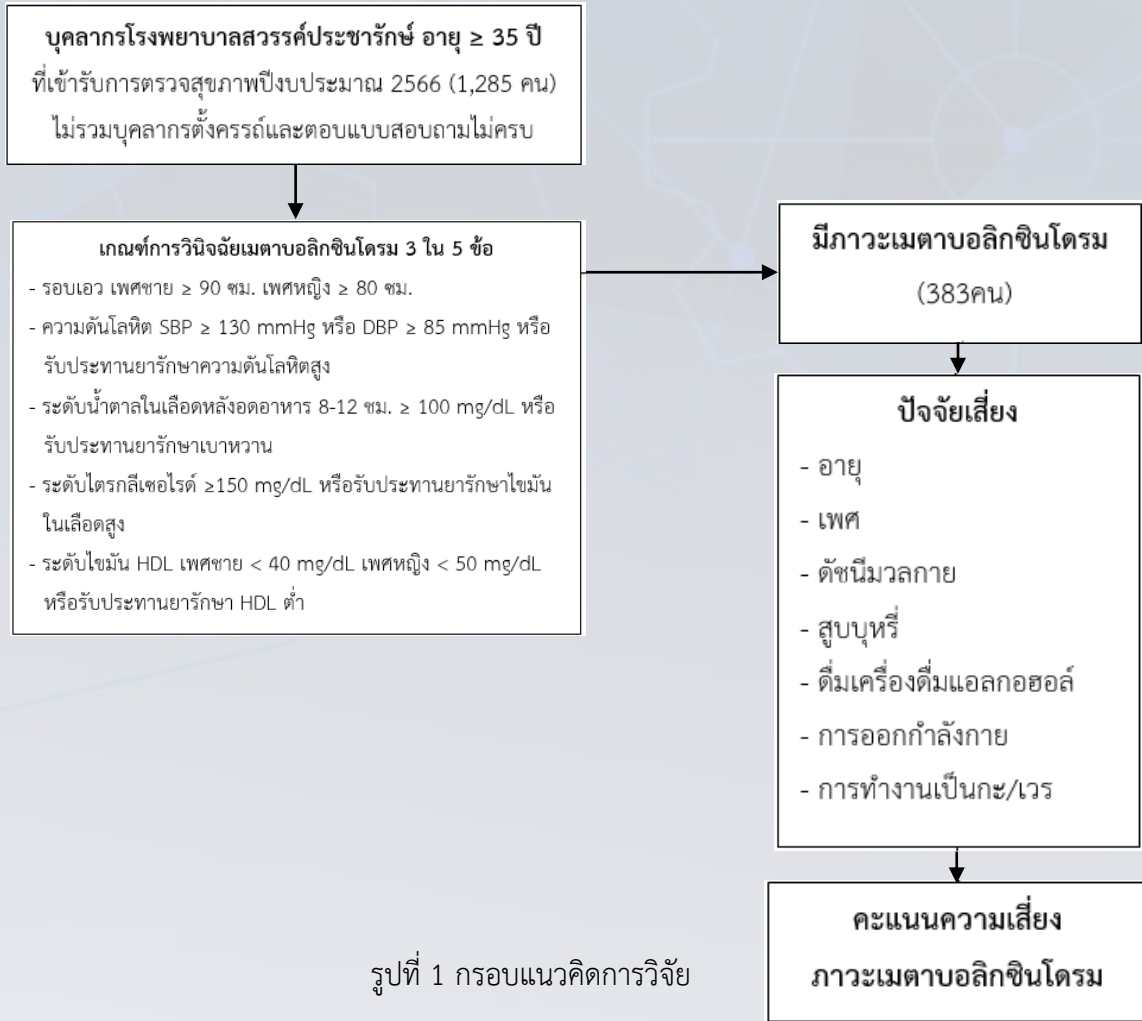 บุคลากรโรงพยาบาลสวรรค์ประชารักษ์ อายุ ≥ 35 ปี
ที่เข้ารับการตรวจสุขภาพปีงบประมาณ 2566 (1,285 คน)
ไม่รวมบุคลากรตั้งครรถ์และตอบแบบสอบถามไม่ครบ
เกณฑ์การวินิจฉัยเมตาบอลิกซินโดรม 3 ใน 5 ข้อ
- รอบเอว เพศชาย ≥ 90 ซม. เพศหญิง ≥ 80 ซม.
- ความดันโลหิต SBP ≥ 130 mmHg หรือ DBP ≥ 85 mmHg หรือ
รับประทานยารักษาความดันโลหิตสูง
- ระดับน้ำตาลในเลือดหลังอดอาหาร 8-12 ซม. ≥ 100 mg/dL หรือ
รับประทานยารักษาเบาหวาน
- ระดับไตรกลีเซอไรด์ ≥150 mg/dL หรือรับประทานยารักษาไขมัน
ในเลือดสูง
- ระดับไขมัน HDL เพศชาย < 40 mg/dL เพศหญิง < 50 mg/dL
หรือรับประทานยารักษา HDL ต่ำ
มีภาวะเมตาบอลิกซินโดรม
(383คน)
ปัจจัยเสี่ยง
- อายุ
- เพศ
- ดัชนีมวลกาย
- สูบบุหรี่
- ดื่มเครื่องดื่มแอลกอฮอล์
- การออกกำลังกาย
- การทำงานเป็นกะ/เวร
คะแนนความเสี่ยง
ภาวะเมตาบอลิกซินโดรม
รูปที่ 1 กรอบแนวคิดการวิจัย